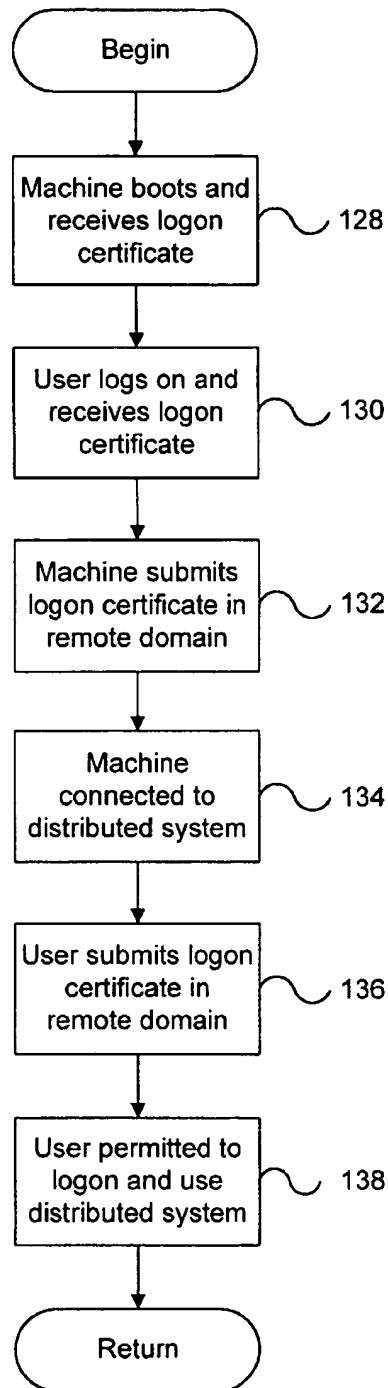 Begin
Machine boots and
receives logon
certificate
128
User logs on and
receives logon
certificate
130
Machine submits
logon certificate in
remote domain
132
Machine
connected to
distributed system
134
User submits logon
certificate in
remote domain
136
User permitted to
logon and use
distributed system
138
Return